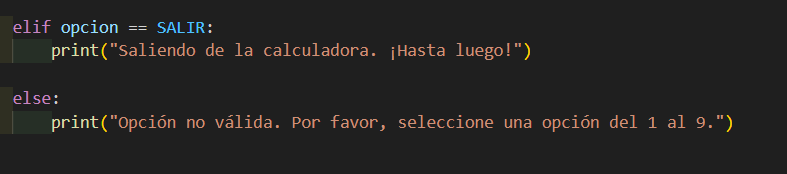 elif opcion == SALIR:
print("Saliendo de la calculadora. ¡Hasta luego!")
else:
print("Opción no válida. Por favor, seleccione una opción del 1 al 9.")